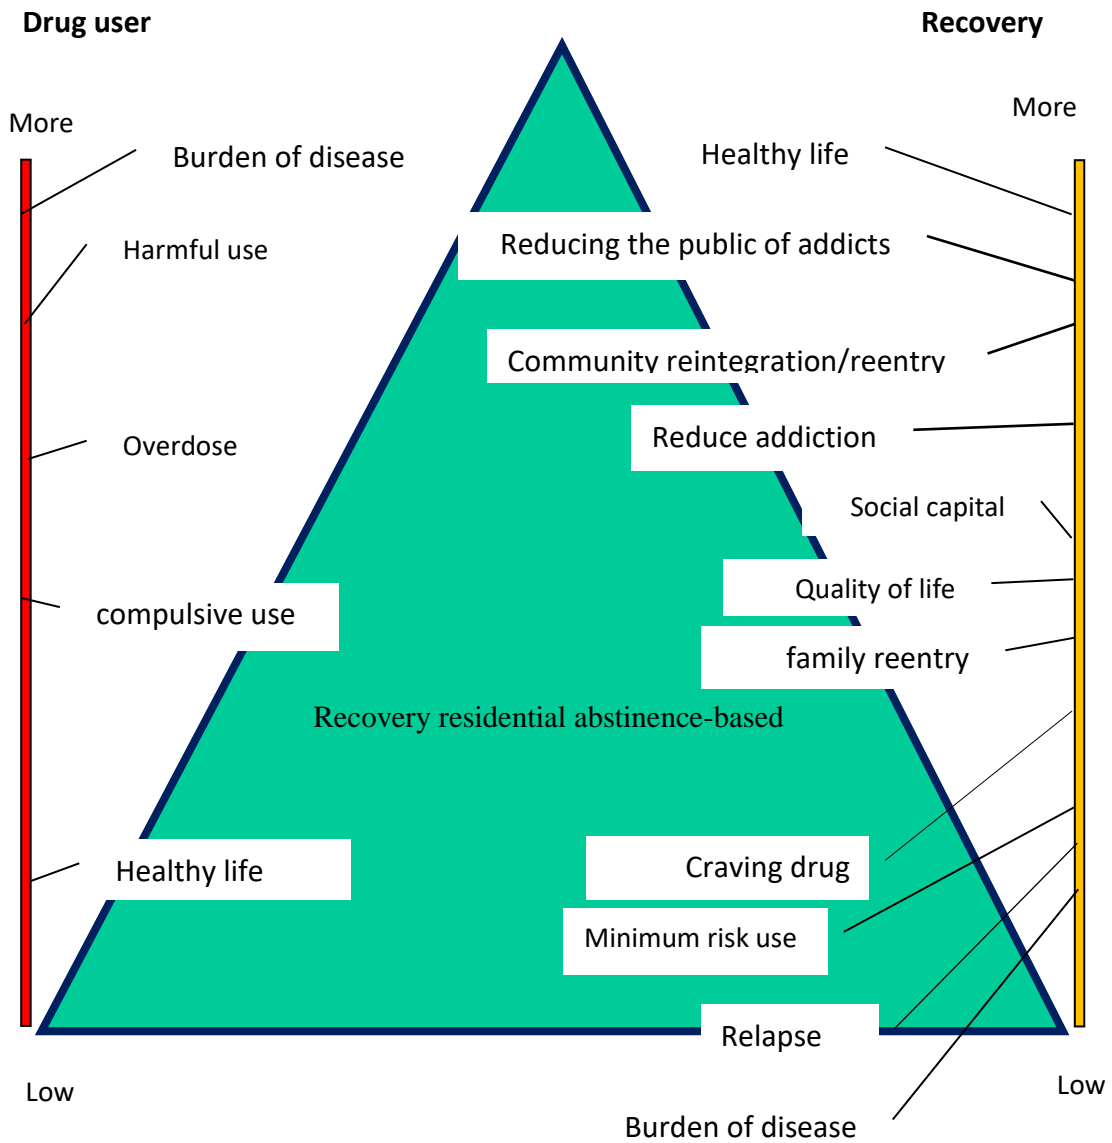 Drug user
Recovery
More
More
Burden of disease
Healthy life
Harmful use
Reducing the public of addicts
Community reintegration/reentry
Overdose
Reduce addiction
Social capital
Quality of life
compulsive use
family reentry
Recovery residential abstinence-based
Healthy life
Craving drug
Minimum risk use
Relapse
Low
Low
Burden of disease